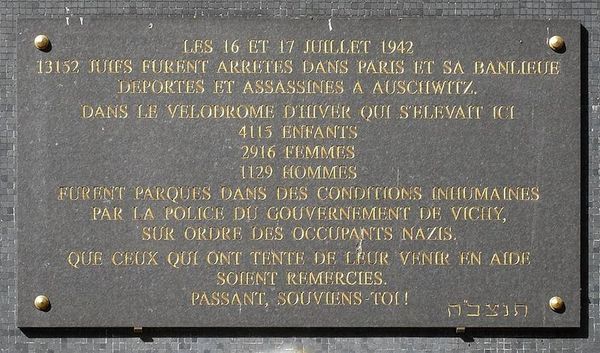 LES 16 ET 17 JUILLET 1942
13152 JUIFS FURENT ARRETES DANS PARIS ET SA BANLIEUE
DEPORTES ET ASSASSINES A AUSCHWITZ.
DANS LE VELODROME D'HIVER QUI S'ELEVAIT ICI
4115 ENFANTS
2916 FEMMES
1129 HOMMES
FURENT PARQUES DANS DES CONDITIONS INHUMAINES
PAR LA POLICE DU GOUVERNEMENT DE VICHY,
SUR ORDRE DES OCCUPANTS NAZIS.
QUE CEUX QUI ONT TENTE DE LEUR VENIR EN AIDE
SOIENT REMERCIES.
PASSANT, SOUVIENS-TOI!
תנצב״ה